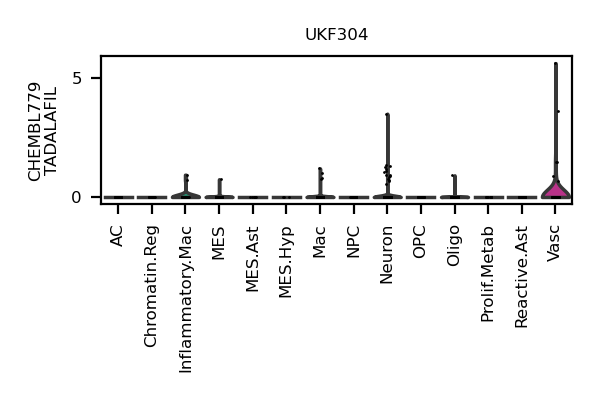 UKF304
CHEMBL779
TADALAFIL
5
0
AC
Chromatin.Reg
Inflammatory.Mac
MES
MES.Ast
MES.Hyp
Mac
NPC
Neuron
OPC
Oligo
Prolif.Metab
Reactive.Ast
Vasc